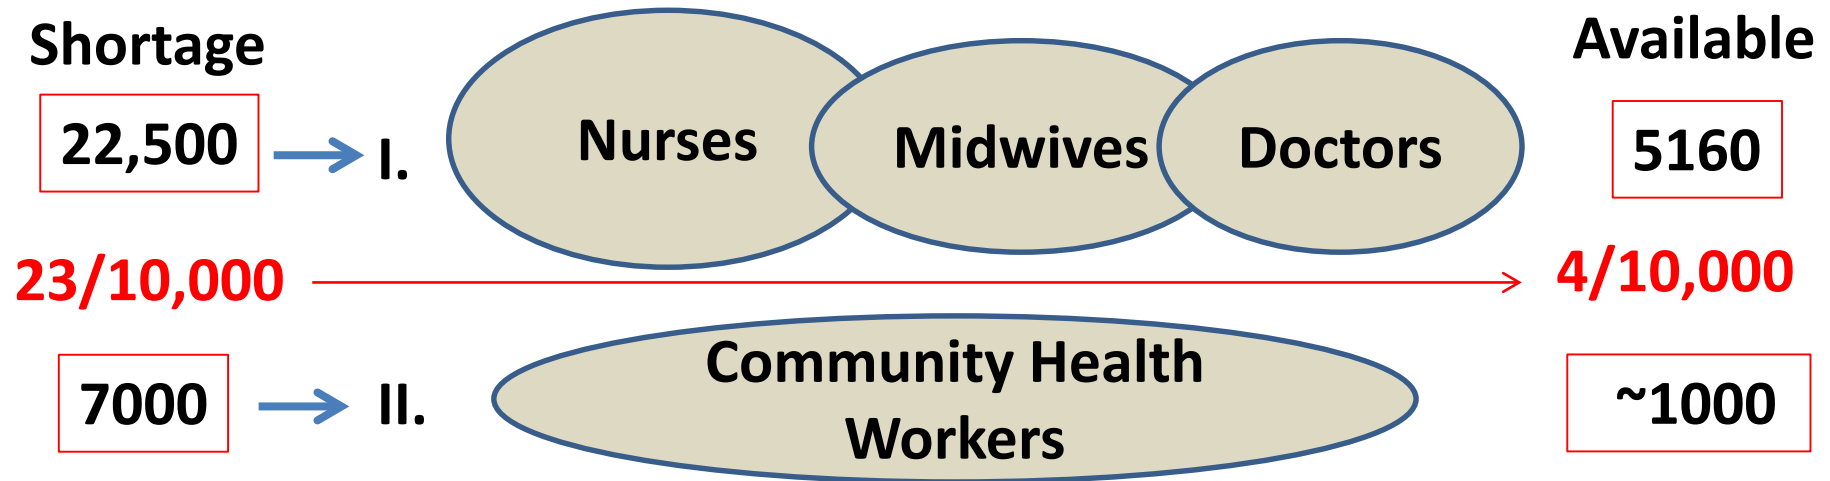 Shortage
Available
22,500
I.
Nurses
Midwives
Doctors
5160
23/10,000
4/10,000
7000
II.
Community Health
Workers
~1000